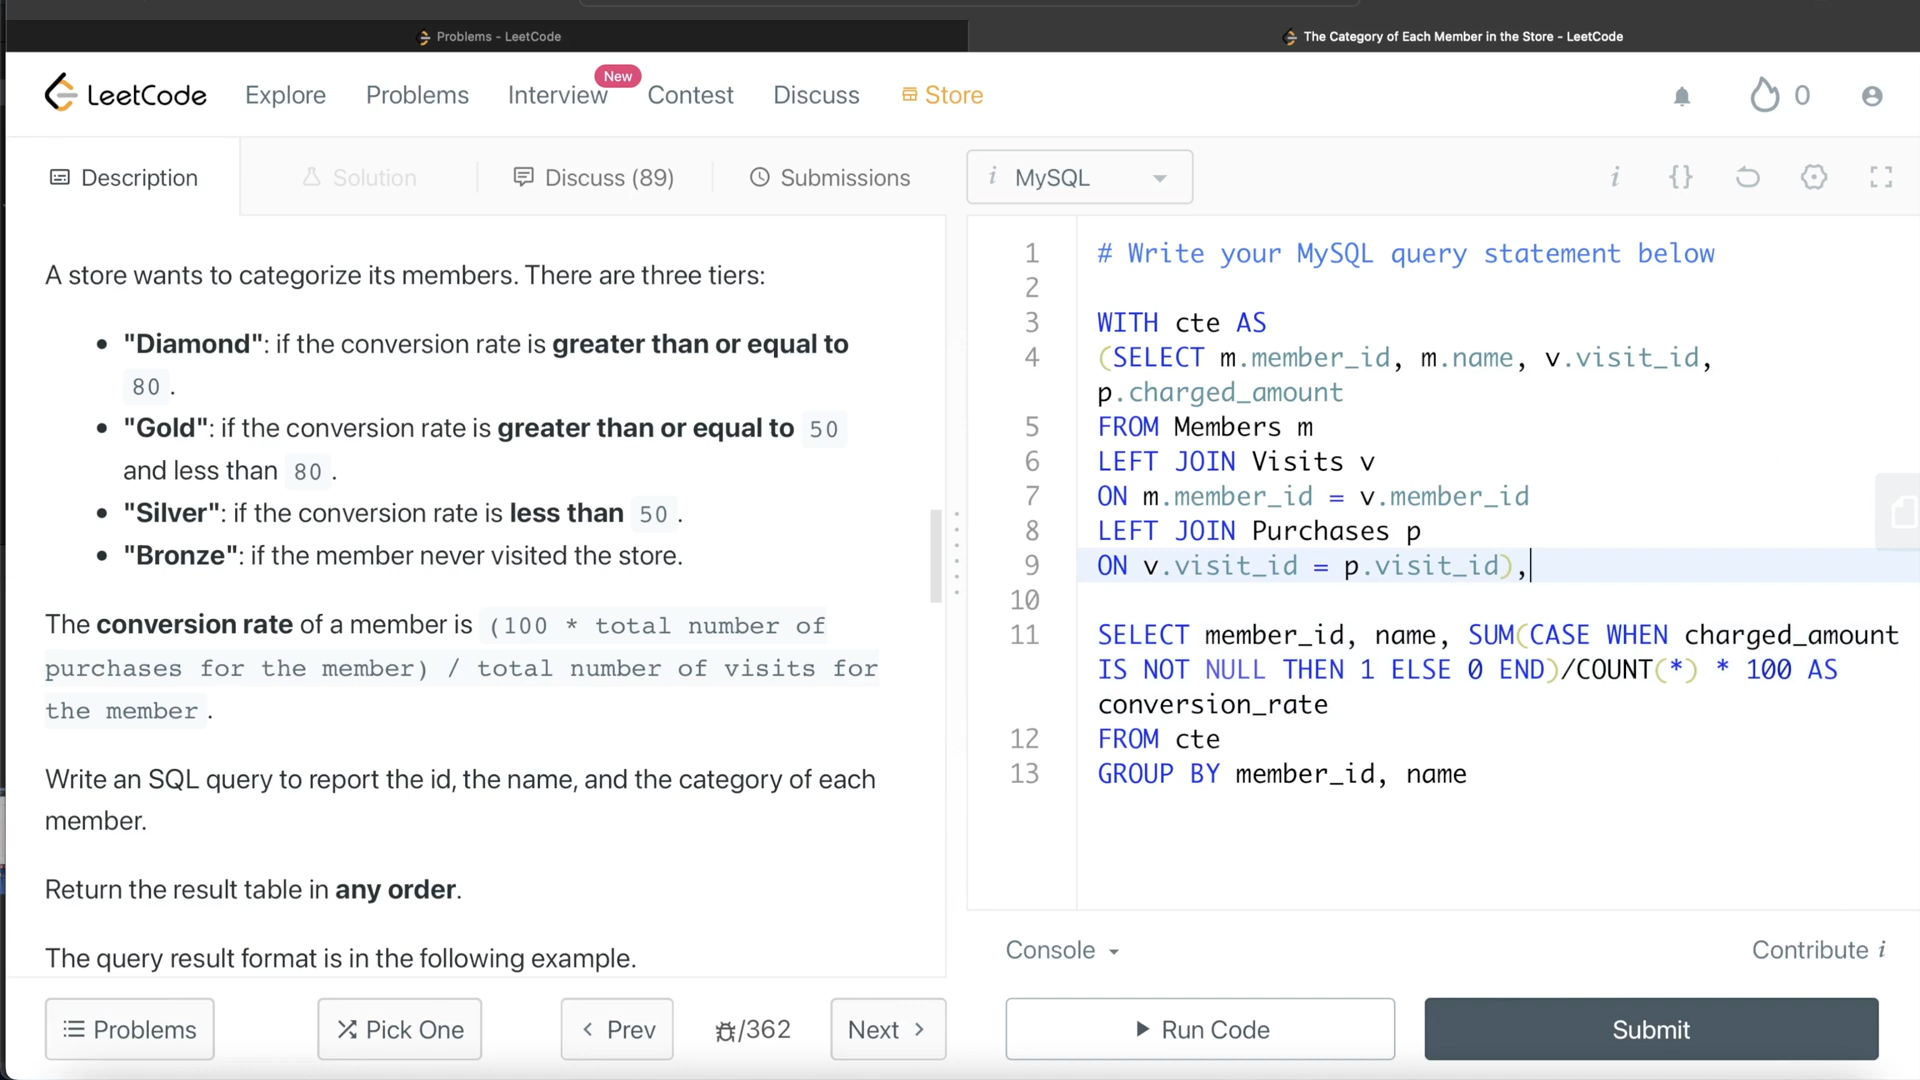 Problems - LeetCode
The Category of Each Member in the Store - LeetCode
LeetCode
Explore
Problems
Interview
New
Contest
Discuss
Store
0
Description
Solution
Discuss (89)
Submissions
i MySQL
i {}
A store wants to categorize its members. There are three tiers:
• "Diamond": if the conversion rate is greater than or equal to
80 .
• "Gold": if the conversion rate is greater than or equal to 50
and less than 80 .
• "Silver": if the conversion rate is less than 50 .
• "Bronze": if the member never visited the store.
The conversion rate of a member is (100 * total number of
purchases for the member) / total number of visits for
the member .
Write an SQL query to report the id, the name, and the category of each
member.
Return the result table in any order.
The query result format is in the following example.
1 # Write your MySQL query statement below
2
3 WITH cte AS
4 (SELECT m.member_id, m.name, v.visit_id,
p.charged_amount
5 FROM Members m
6 LEFT JOIN Visits v
7 ON m.member_id = v.member_id
8 LEFT JOIN Purchases p
9 ON v.visit_id = p.visit_id),
10
11 SELECT member_id, name, SUM(CASE WHEN charged_amount
IS NOT NULL THEN 1 ELSE 0 END)/COUNT(*) * 100 AS
conversion_rate
12 FROM cte
13 GROUP BY member_id, name
Console
Contribute i
Problems
Pick One
Prev
/362
Next
Run Code
Submit